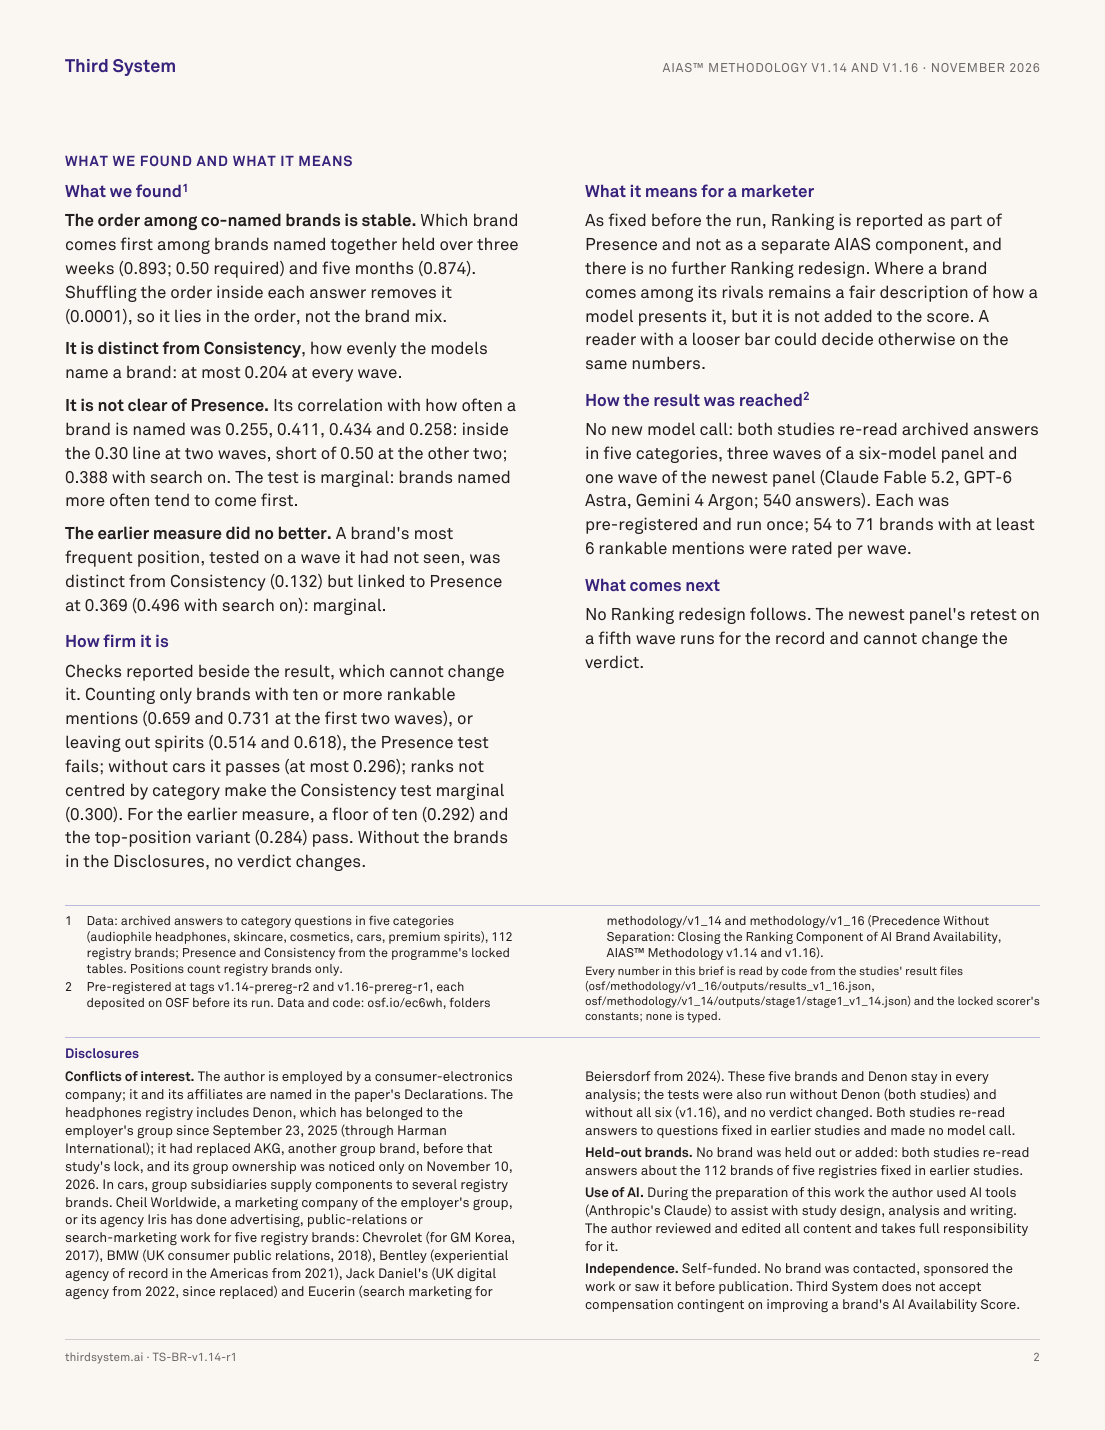 Third System
AIAS™ METHODOLOGY V1.14 AND V1.16 · NOVEMBER 2026
WHAT WE FOUND AND WHAT IT MEANS
What we found¹
The order among co-named brands is stable. Which brand
comes first among brands named together held over three
weeks (0.893; 0.50 required) and five months (0.874).
Shuffling the order inside each answer removes it
(0.0001), so it lies in the order, not the brand mix.
It is distinct from Consistency, how evenly the models
name a brand: at most 0.204 at every wave.
It is not clear of Presence. Its correlation with how often a
brand is named was 0.255, 0.411, 0.434 and 0.258: inside
the 0.30 line at two waves, short of 0.50 at the other two;
0.388 with search on. The test is marginal: brands named
more often tend to come first.
The earlier measure did no better. A brand's most
frequent position, tested on a wave it had not seen, was
distinct from Consistency (0.132) but linked to Presence
at 0.369 (0.496 with search on): marginal.
How firm it is
Checks reported beside the result, which cannot change
it. Counting only brands with ten or more rankable
mentions (0.659 and 0.731 at the first two waves), or
leaving out spirits (0.514 and 0.618), the Presence test
fails; without cars it passes (at most 0.296); ranks not
centred by category make the Consistency test marginal
(0.300). For the earlier measure, a floor of ten (0.292) and
the top-position variant (0.284) pass. Without the brands
in the Disclosures, no verdict changes.
What it means for a marketer
As fixed before the run, Ranking is reported as part of
Presence and not as a separate AIAS component, and
there is no further Ranking redesign. Where a brand
comes among its rivals remains a fair description of how a
model presents it, but it is not added to the score. A
reader with a looser bar could decide otherwise on the
same numbers.
How the result was reached²
No new model call: both studies re-read archived answers
in five categories, three waves of a six-model panel and
one wave of the newest panel (Claude Fable 5.2, GPT-6
Astra, Gemini 4 Argon; 540 answers). Each was
pre-registered and run once; 54 to 71 brands with at least
6 rankable mentions were rated per wave.
What comes next
No Ranking redesign follows. The newest panel's retest on
a fifth wave runs for the record and cannot change the
verdict.
1 Data: archived answers to category questions in five categories
(audiophile headphones, skincare, cosmetics, cars, premium spirits), 112
registry brands; Presence and Consistency from the programme's locked
tables. Positions count registry brands only.
2 Pre-registered at tags v1.14-prereg-r2 and v1.16-prereg-r1, each
deposited on OSF before its run. Data and code: osf.io/ec6wh, folders
methodology/v1_14 and methodology/v1_16 (Precedence Without
Separation: Closing the Ranking Component of AI Brand Availability,
AIAS™ Methodology v1.14 and v1.16).
Every number in this brief is read by code from the studies' result files
(osf/methodology/v1_16/outputs/results_v1_16.json,
osf/methodology/v1_14/outputs/stage1/stage1_v1_14.json) and the locked scorer's
constants; none is typed.
Disclosures
Conflicts of interest. The author is employed by a consumer-electronics
company; it and its affiliates are named in the paper's Declarations. The
headphones registry includes Denon, which has belonged to the
employer's group since September 23, 2025 (through Harman
International); it had replaced AKG, another group brand, before that
study's lock, and its group ownership was noticed only on November 10,
2026. In cars, group subsidiaries supply components to several registry
brands. Cheil Worldwide, a marketing company of the employer's group,
or its agency Iris has done advertising, public-relations or
search-marketing work for five registry brands: Chevrolet (for GM Korea,
2017), BMW (UK consumer public relations, 2018), Bentley (experiential
agency of record in the Americas from 2021), Jack Daniel's (UK digital
agency from 2022, since replaced) and Eucerin (search marketing for
Beiersdorf from 2024). These five brands and Denon stay in every
analysis; the tests were also run without Denon (both studies) and
without all six (v1.16), and no verdict changed. Both studies re-read
answers to questions fixed in earlier studies and made no model call.
Held-out brands. No brand was held out or added: both studies re-read
answers about the 112 brands of five registries fixed in earlier studies.
Use of AI. During the preparation of this work the author used AI tools
(Anthropic's Claude) to assist with study design, analysis and writing.
The author reviewed and edited all content and takes full responsibility
for it.
Independence. Self-funded. No brand was contacted, sponsored the
work or saw it before publication. Third System does not accept
compensation contingent on improving a brand's AI Availability Score.
thirdsystem.ai · TS-BR-v1.14-r1
2